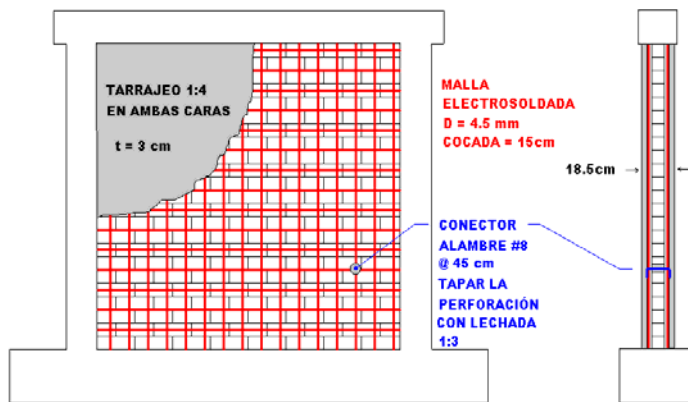 TARRAJEO 1:4
EN AMBAS CARAS
t = 3 cm
MALLA
ELECTROSOLDADA
D = 4.5 mm
COCADA = 15cm
18.5cm
CONECTOR
ALAMBRE #8
@ 45 cm
TAPAR LA
PERFORACIÓN
CON LECHADA
1:3